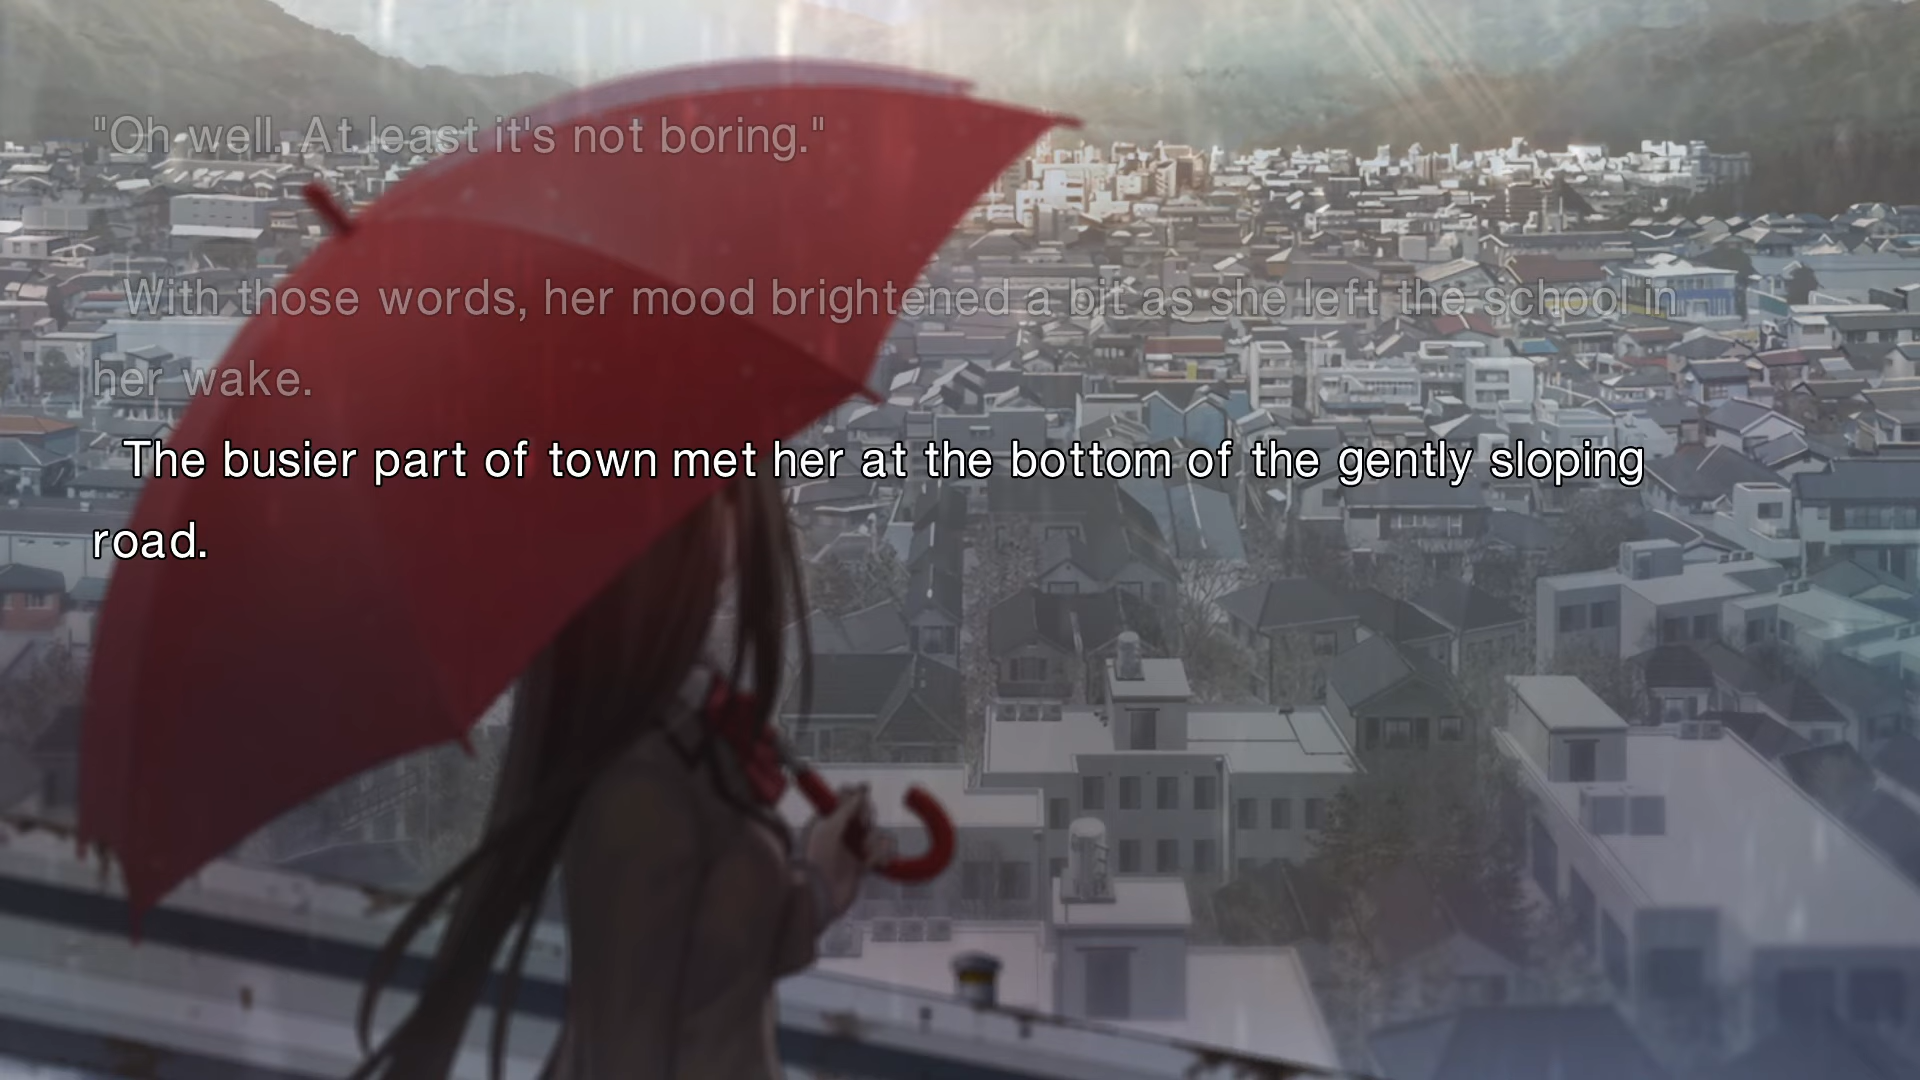 "Oh well. At least it's not boring."
With those words, her mood brightened a bit as she left the school in
her wake.
The busier part of town met her at the bottom of the gently sloping
road.